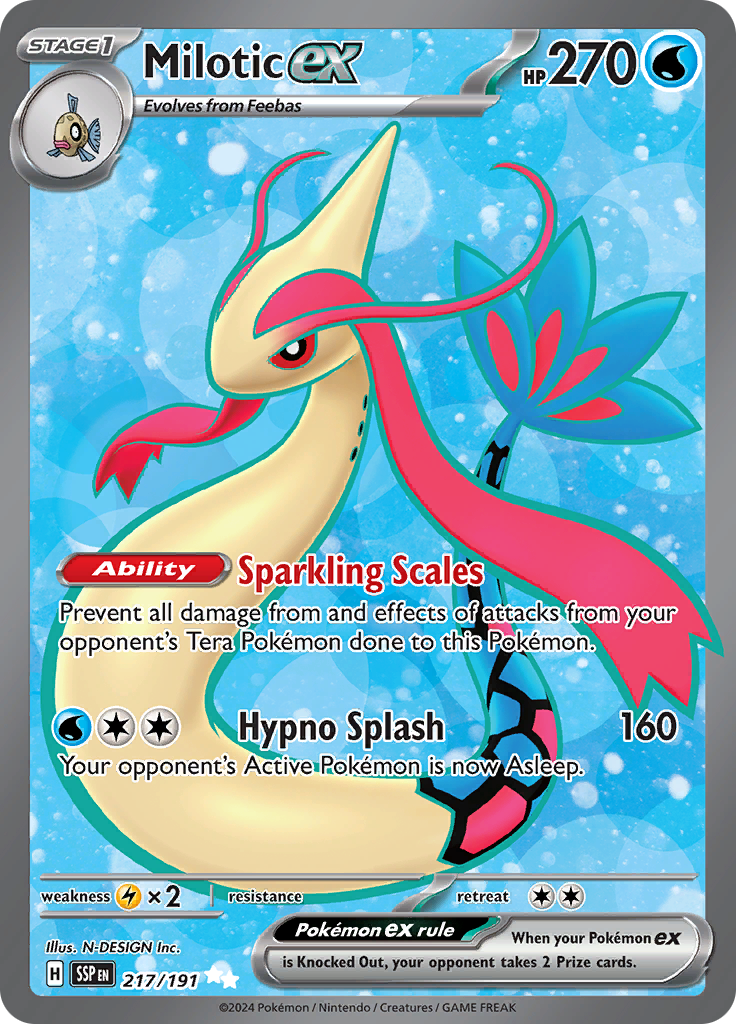 STAGE1
Milotic ex
HP 270
Evolves from Feebas
Ability Sparkling Scales
Prevent all damage from and effects of attacks from your
opponent's Tera Pokémon done to this Pokémon.
Hypno Splash 160
Your opponent's Active Pokémon is now Asleep.
weakness ×2 resistance retreat
Illus. N-DESIGN Inc.
Pokémon ex rule
When your Pokémon ex
is Knocked Out, your opponent takes 2 Prize cards.
H SSP EN 217/191
©2024 Pokémon / Nintendo / Creatures / GAME FREAK